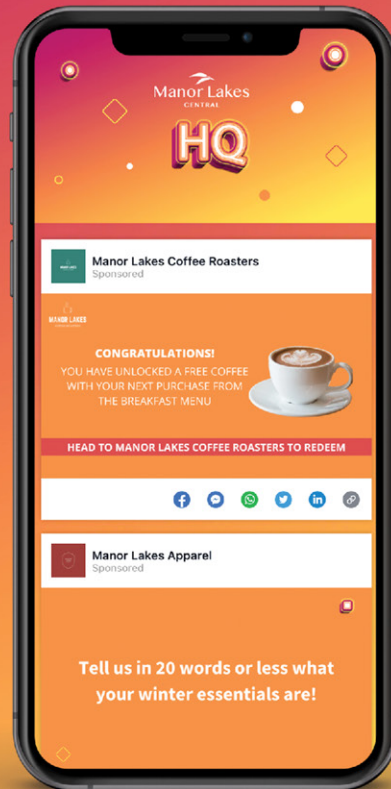 Manor Lakes
CENTRAL
HQ
Manor Lakes Coffee Roasters
Sponsored
MANOR LAKES
CONGRATULATIONS!
YOU HAVE UNLOCKED A FREE COFFEE
WITH YOUR NEXT PURCHASE FROM
THE BREAKFAST MENU
HEAD TO MANOR LAKES COFFEE ROASTERS TO REDEEM
Manor Lakes Apparel
Sponsored
Tell us in 20 words or less what
your winter essentials are!